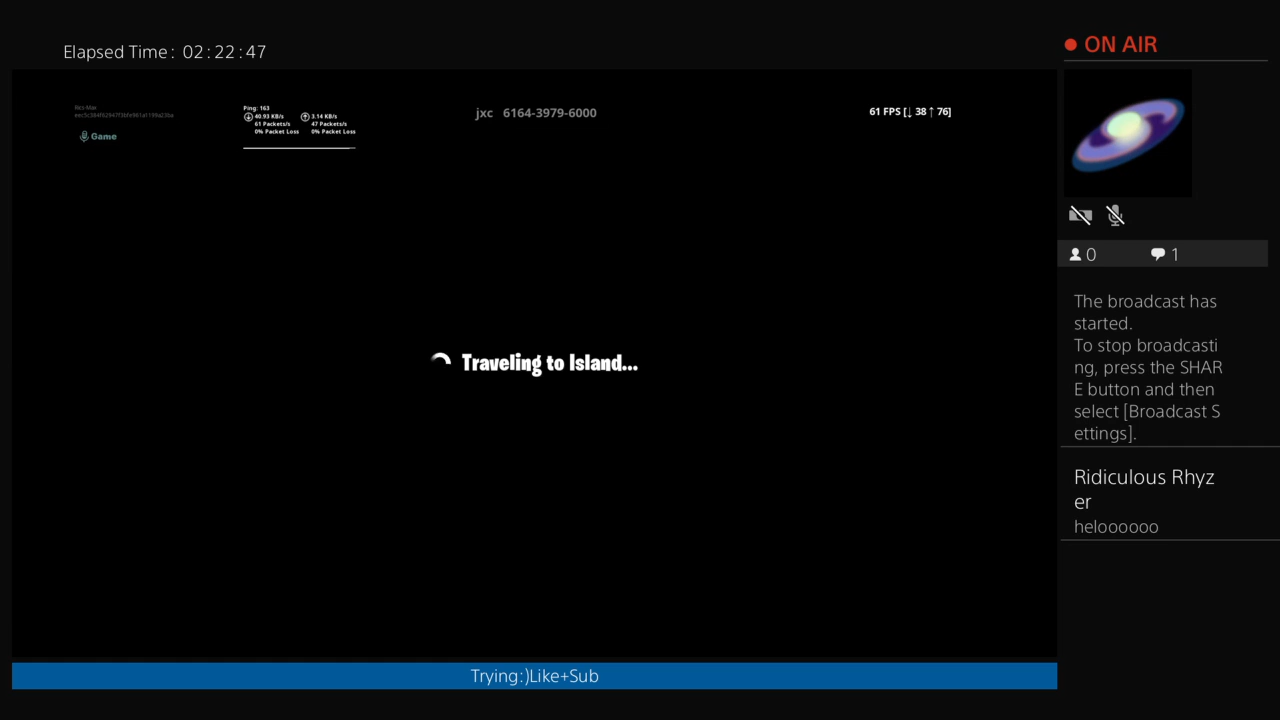 Elapsed Time: 02:22:47
ON AIR
Ping: 163
40.93 KB/s 3.14 KB/s
61 Packets/s 47 Packets/s
0% Packet Loss 0% Packet Loss
Game
jxc 6164-3979-6000
61 FPS [↓ 38 ↑ 76]
0 1
The broadcast has
started.
To stop broadcasti
ng, press the SHAR
E button and then
select [Broadcast S
ettings].
Traveling to Island...
Ridiculous Rhyz
er
heloooooo
Trying:)Like+Sub